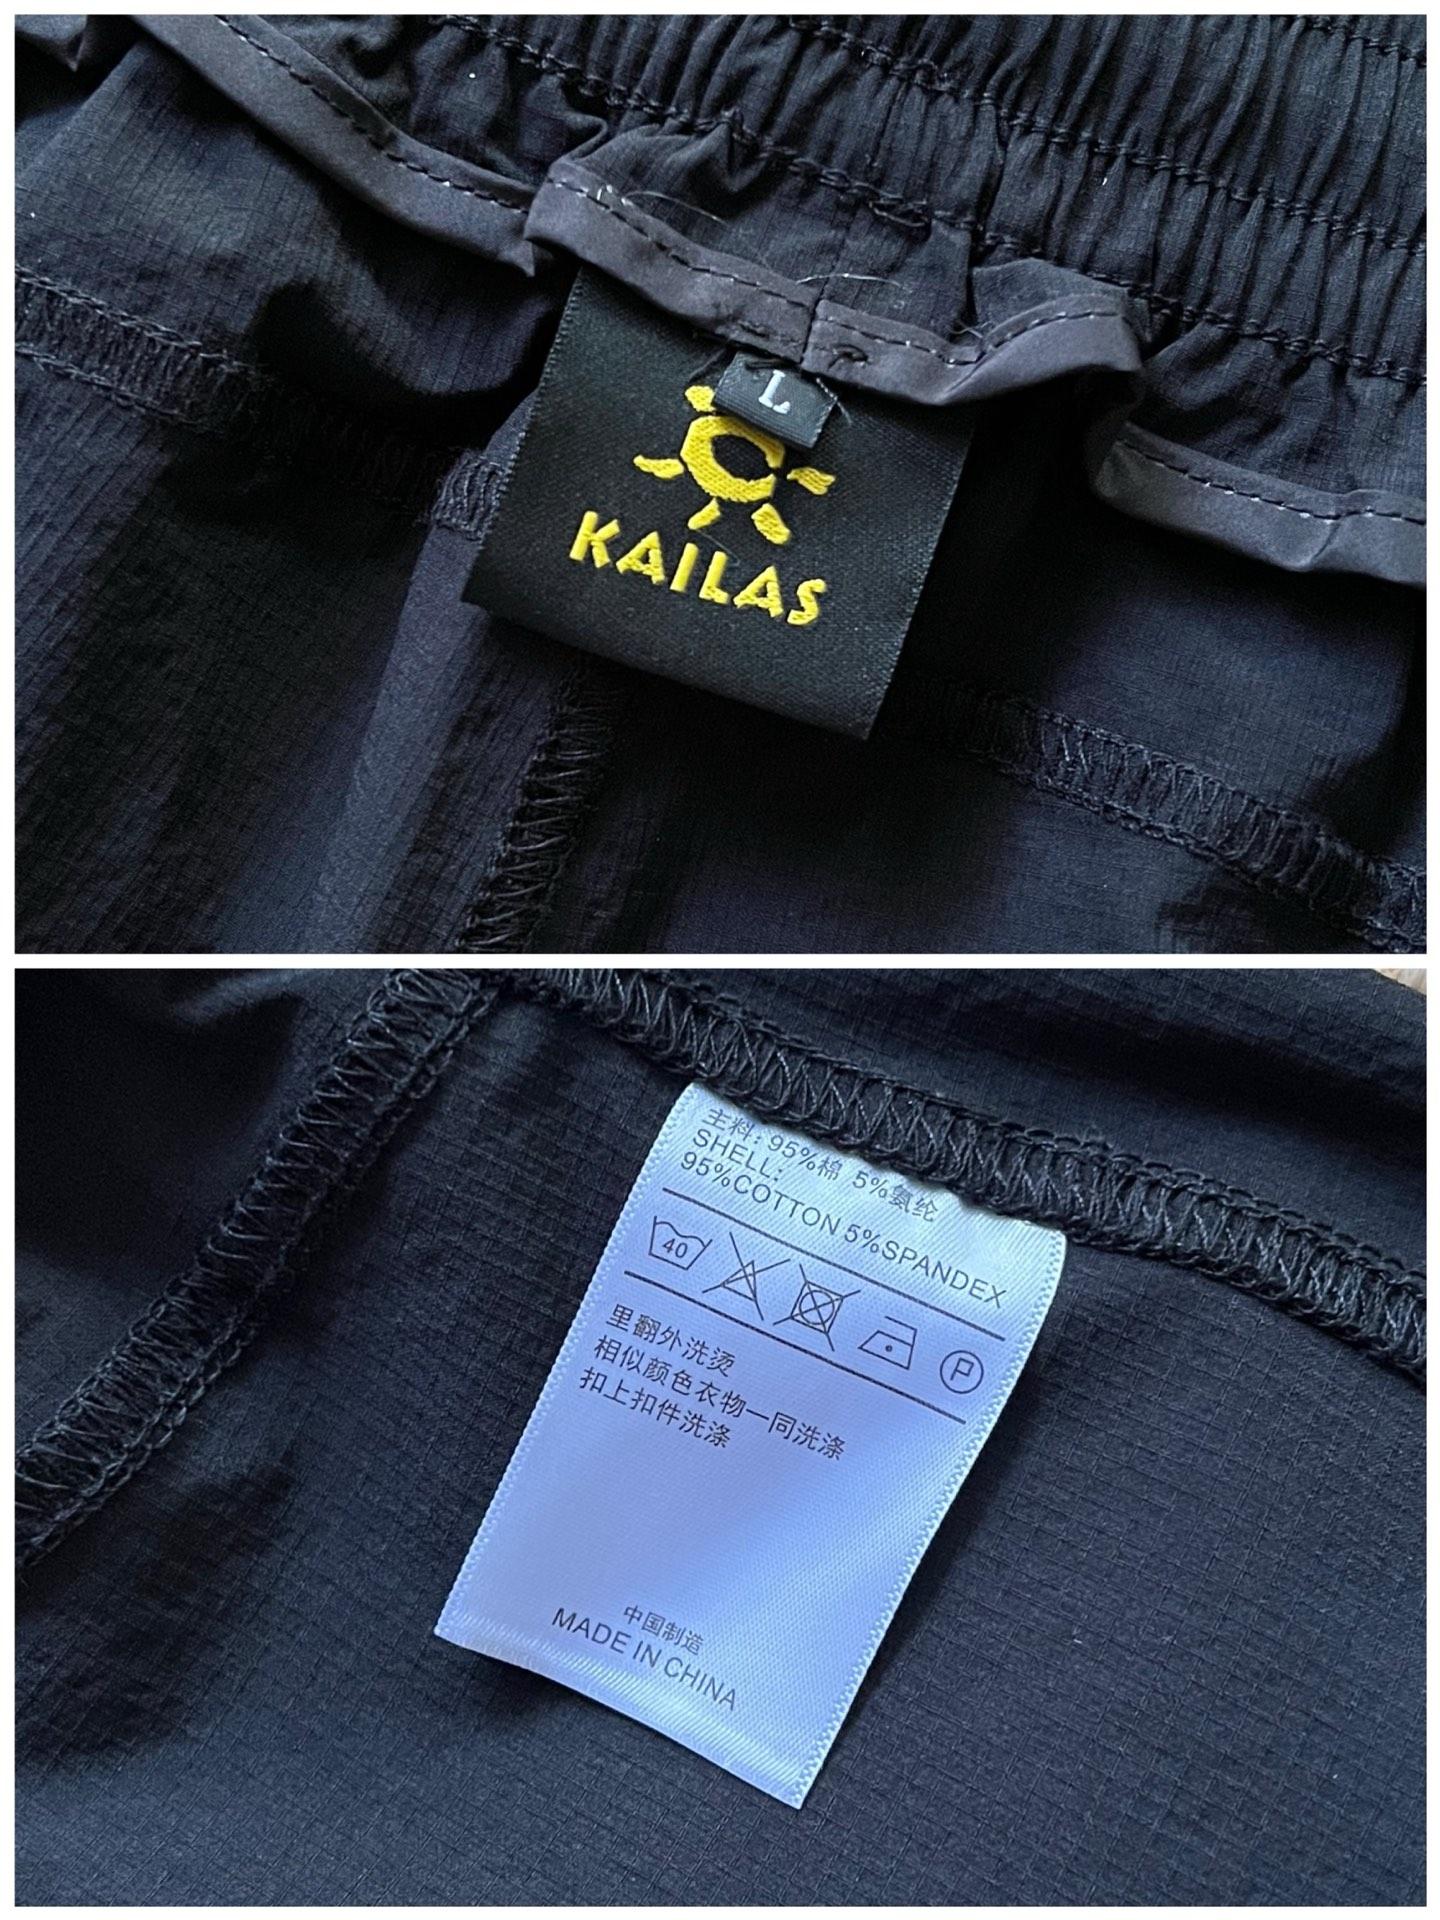 L
KAILAS
主料: 95%棉 5%氨纶
SHELL:
95%COTTON 5%SPANDEX
40
P
里翻外洗烫
相似颜色衣物一同洗涤
扣上扣件洗涤
中国制造
MADE IN CHINA